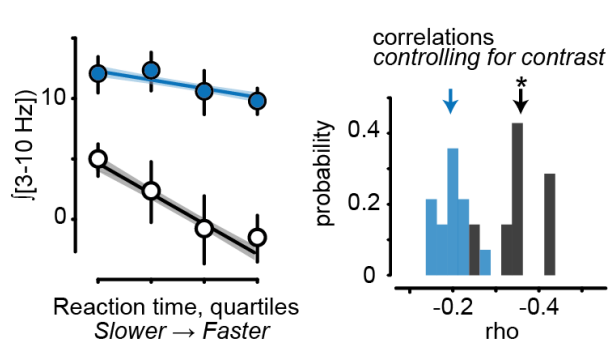 ∫[3-10 Hz])
10
0
Reaction time, quartiles
Slower → Faster
correlations
controlling for contrast
*
probability
0.4
0.2
0
-0.2
-0.4
rho